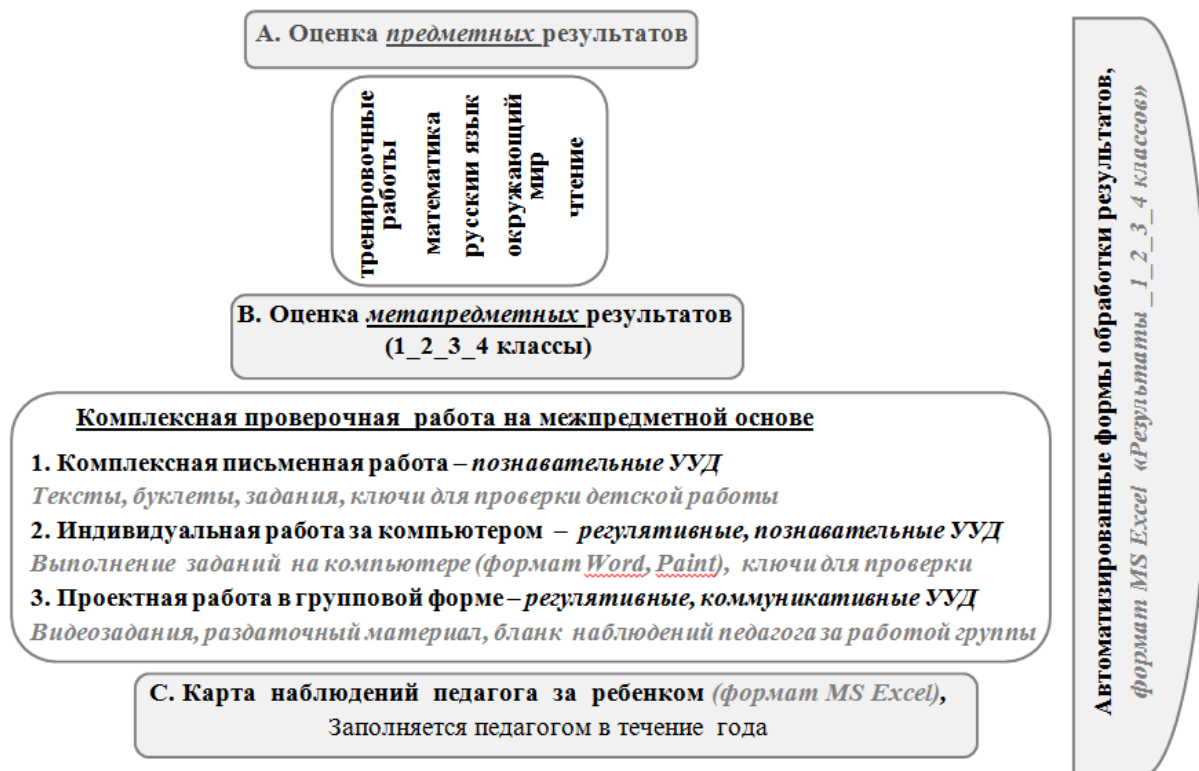 А. Оценка предметных результатов
тренировочные
работы
математика
русский язык
окружающий
мир
чтение
В. Оценка метапредметных результатов
(1_2_3_4 классы)
Комплексная проверочная работа на межпредметной основе
1. Комплексная письменная работа – познавательные УУД
Тексты, буклеты, задания, ключи для проверки детской работы
2. Индивидуальная работа за компьютером – регулятивные, познавательные УУД
Выполнение заданий на компьютере (формат Word, Paint), ключи для проверки
3. Проектная работа в групповой форме – регулятивные, коммуникативные УУД
Видеозадания, раздаточный материал, бланк наблюдений педагога за работой группы
С. Карта наблюдений педагога за ребенком (формат MS Excel),
Заполняется педагогом в течение года
Автоматизированные формы обработки результатов,
формат MS Excel «Результаты _1_2_3_4 классов»